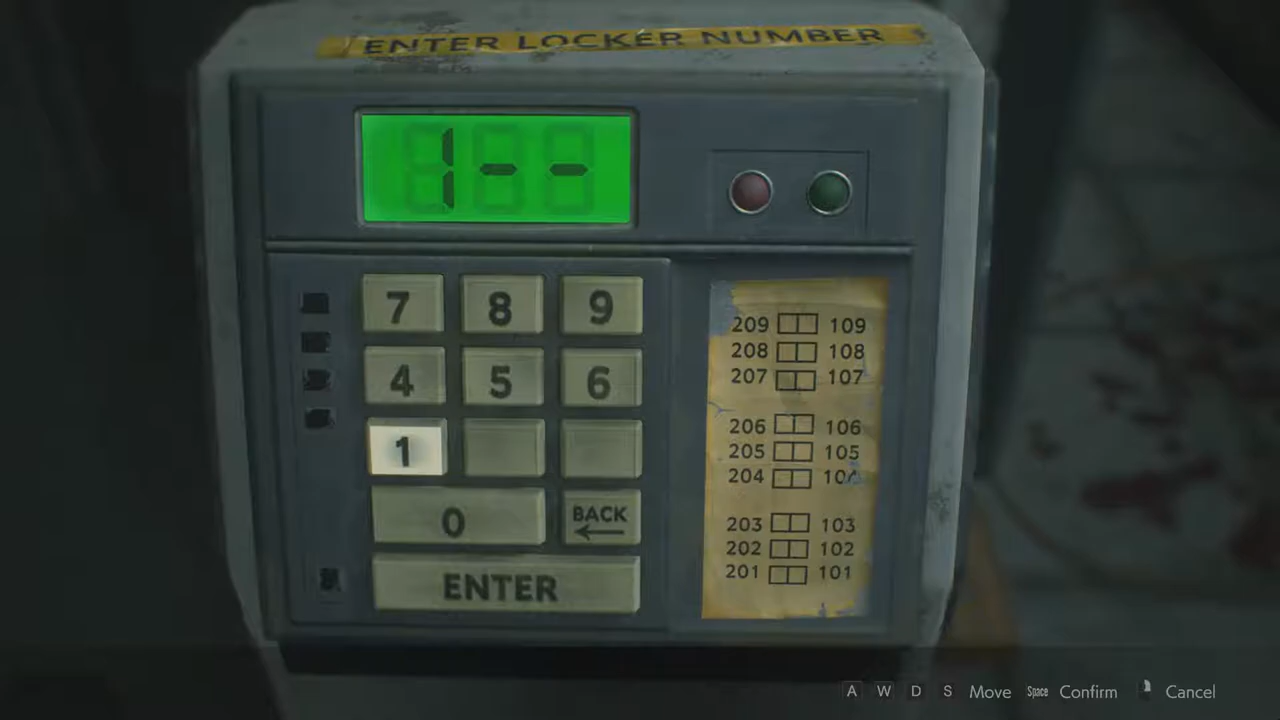 ENTER LOCKER NUMBER
1--
7 8 9
4 5 6
1
0 BACK
ENTER
209 109
208 108
207 107
206 106
205 105
204 104
203 103
202 102
201 101
A W D S Move Space Confirm Cancel